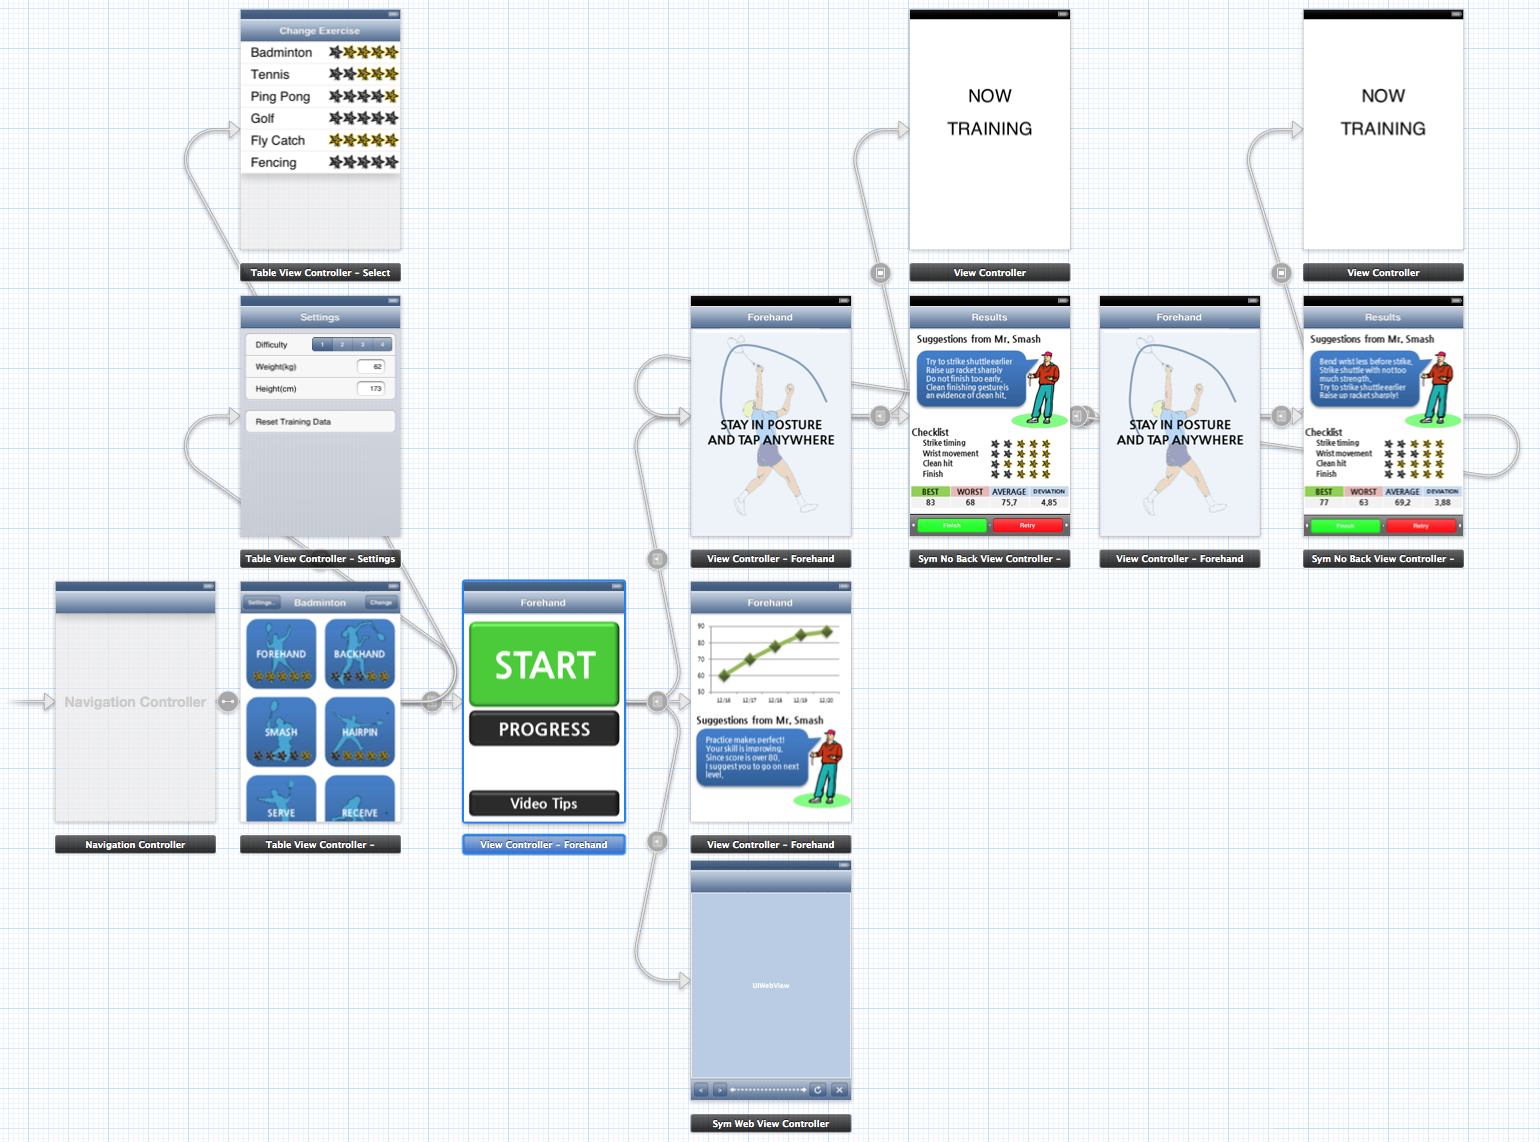 Change Exercise
Badminton
Tennis
Ping Pong
Golf
Fly Catch
Fencing
Table View Controller - Select
NOW
TRAINING
View Controller
NOW
TRAINING
View Controller
Settings
Difficulty 1 2 3 4
Weight(kg) 62
Height(cm) 173
Reset Training Data
Table View Controller - Settings
Forehand
STAY IN POSTURE
AND TAP ANYWHERE
View Controller - Forehand
Results
Suggestions from Mr. Smash
Try to strike shuttle earlier
Raise up racket sharply
Do not finish too early.
Clean finishing gesture is
an evidence of clean hit.
Checklist
Strike timing
Wrist movement
Clean hit
Finish
BEST WORST AVERAGE DEVIATION
83 68 75,7 4,85
Finish Retry
Sym No Back View Controller -
Forehand
STAY IN POSTURE
AND TAP ANYWHERE
View Controller - Forehand
Results
Suggestions from Mr. Smash
Bend wrist less before strike.
Strike shuttle with not too
much strength.
Try to strike shuttle earlier
Raise up racket sharply!
Checklist
Strike timing
Wrist movement
Clean hit
Finish
BEST WORST AVERAGE DEVIATION
77 63 69,2 3,88
Finish Retry
Sym No Back View Controller -
Navigation Controller
Navigation Controller
Settings... Badminton Change
FOREHAND BACKHAND
SMASH HAIRPIN
SERVE RECEIVE
Table View Controller -
Forehand
START
PROGRESS
Video Tips
View Controller - Forehand
Forehand
90
80
70
60
50
12/16 12/17 12/18 12/19 12/20
Suggestions from Mr. Smash
Practice makes perfect!
Your skill is improving.
Since score is over 80,
I suggest you to go on next
level.
View Controller - Forehand
UIWebView
< >
Sym Web View Controller